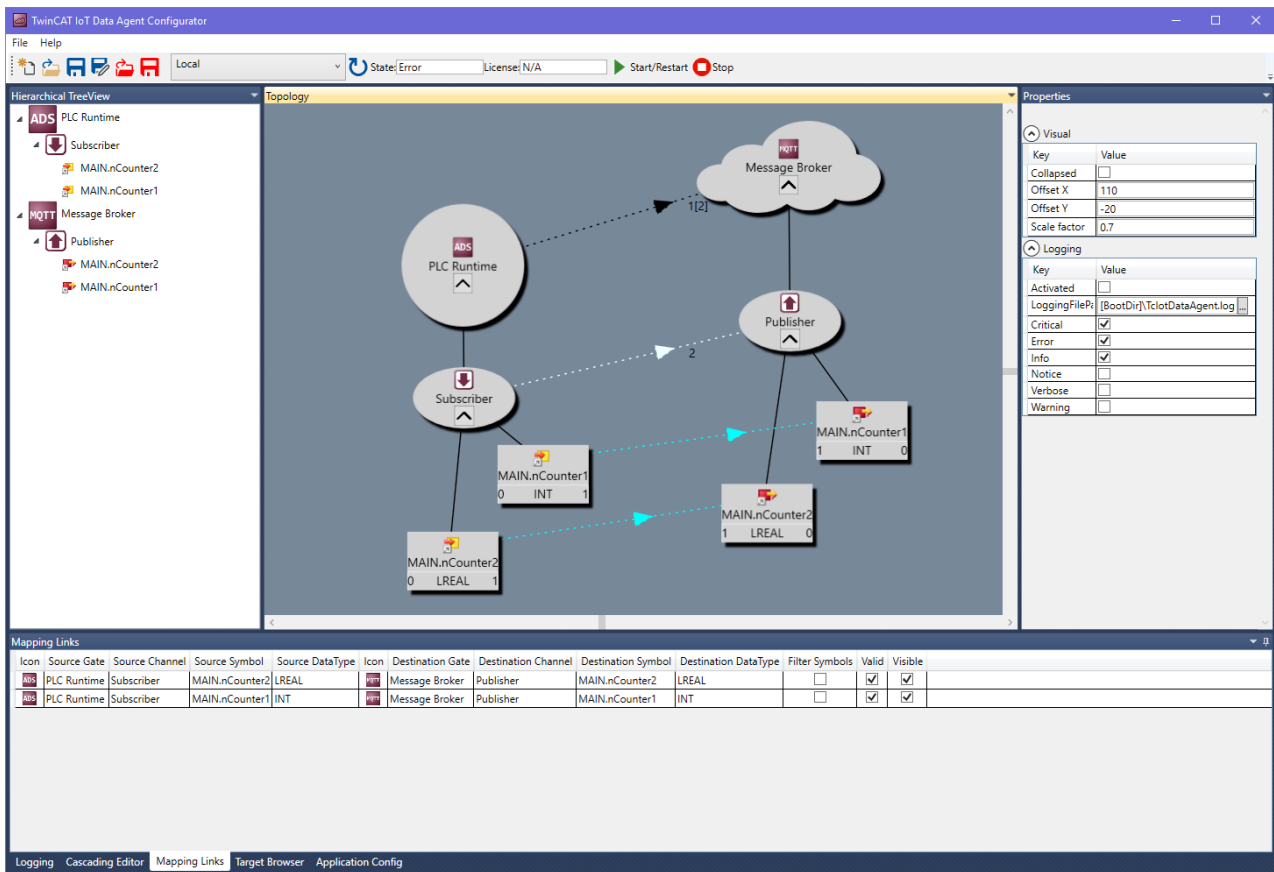 TwinCAT IoT Data Agent Configurator
File Help
Local State: Error License: N/A Start/Restart Stop
Hierarchical TreeView
ADS PLC Runtime
Subscriber
MAIN.nCounter2
MAIN.nCounter1
MQTT Message Broker
Publisher
MAIN.nCounter2
MAIN.nCounter1
Topology
MQTT
Message Broker
1[2]
ADS
PLC Runtime
Publisher
2
Subscriber
MAIN.nCounter1
1 INT 0
MAIN.nCounter1
0 INT 1
MAIN.nCounter2
1 LREAL 0
MAIN.nCounter2
0 LREAL 1
Properties
Visual
Key Value
Collapsed
Offset X 110
Offset Y -20
Scale factor 0.7
Logging
Key Value
Activated
LoggingFilePa [BootDir]\TcIotDataAgent.log ...
Critical
Error
Info
Notice
Verbose
Warning
Mapping Links
Icon Source Gate Source Channel Source Symbol Source DataType Icon Destination Gate Destination Channel Destination Symbol Destination DataType Filter Symbols Valid Visible
ADS PLC Runtime Subscriber MAIN.nCounter2 LREAL MQTT Message Broker Publisher MAIN.nCounter2 LREAL
ADS PLC Runtime Subscriber MAIN.nCounter1 INT MQTT Message Broker Publisher MAIN.nCounter1 INT
Logging Cascading Editor Mapping Links Target Browser Application Config